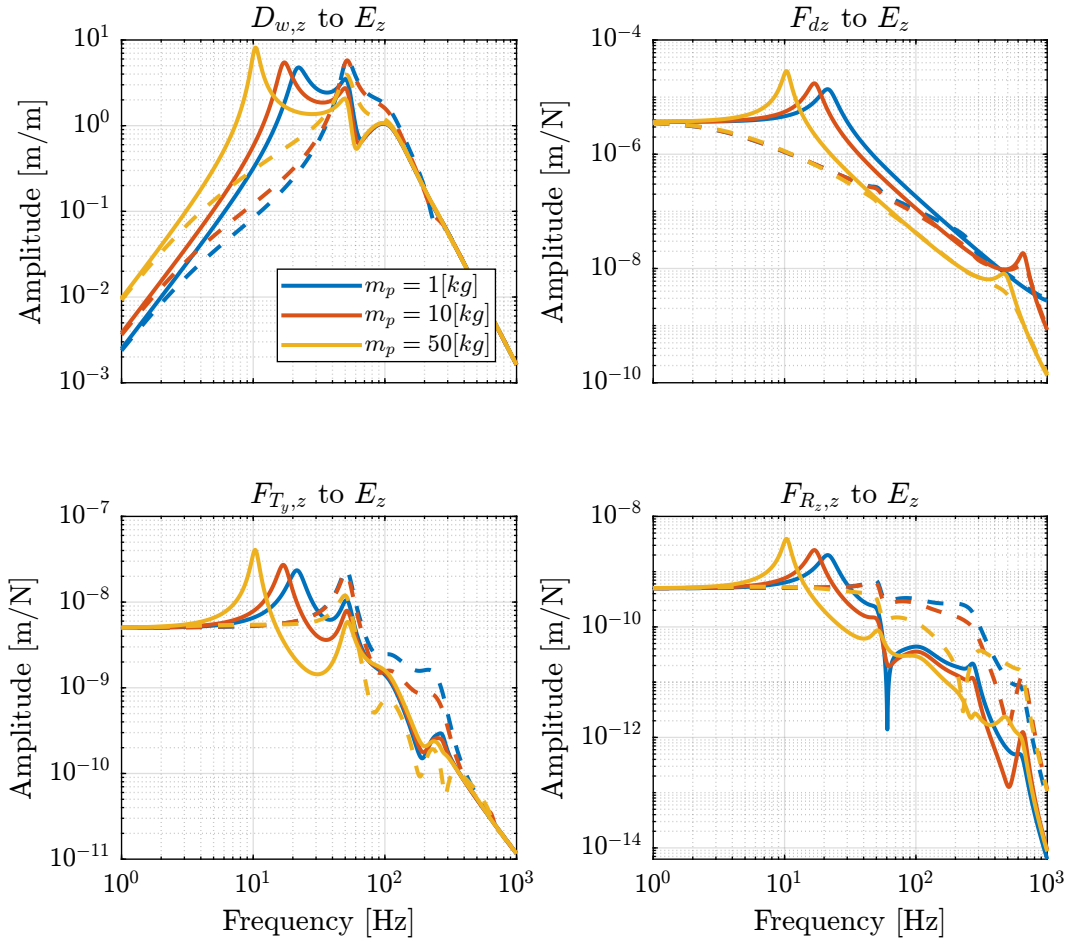 D_{w,z} to E_z
F_{dz} to E_z
Amplitude [m/m]
10^1
10^0
10^{-1}
10^{-2}
10^{-3}
m_p = 1[kg]
m_p = 10[kg]
m_p = 50[kg]
Amplitude [m/N]
10^{-4}
10^{-6}
10^{-8}
10^{-10}
F_{T_y,z} to E_z
F_{R_z,z} to E_z
Amplitude [m/N]
10^{-7}
10^{-8}
10^{-9}
10^{-10}
10^{-11}
10^0 10^1 10^2 10^3
Frequency [Hz]
Amplitude [m/N]
10^{-8}
10^{-10}
10^{-12}
10^{-14}
10^0 10^1 10^2 10^3
Frequency [Hz]